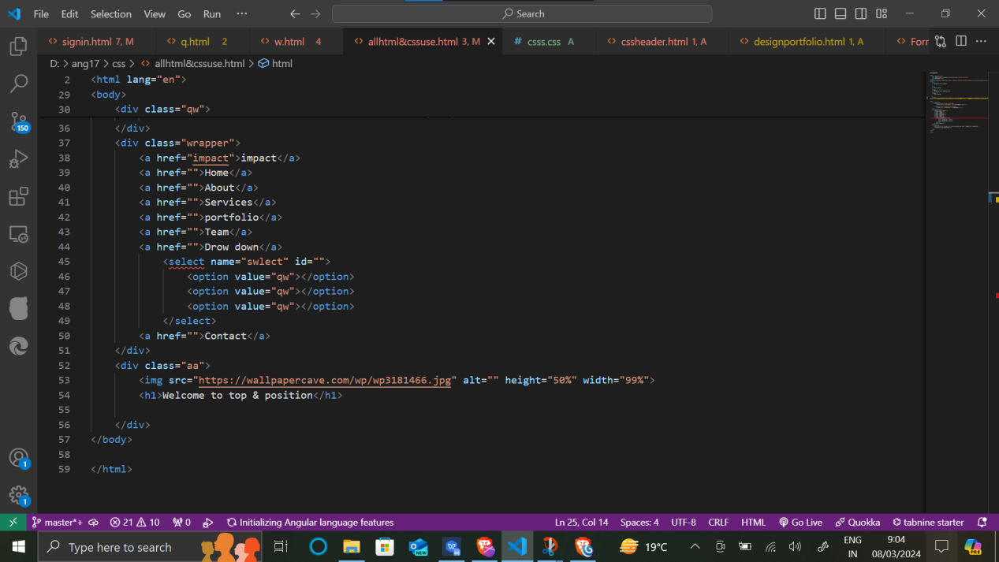 File Edit Selection View Go Run ··· Search
signin.html 7, M q.html 2 w.html 4 allhtml&cssuse.html 3, M csss.css A cssheader.html 1, A designportfolio.html 1, A Forr
D: > ang17 > css > allhtml&cssuse.html > html
2 <html lang="en">
29 <body>
30 <div class="qw">
36 </div>
37 <div class="wrapper">
38 <a href="impact">impact</a>
39 <a href="">Home</a>
40 <a href="">About</a>
41 <a href="">Services</a>
42 <a href="">portfolio</a>
43 <a href="">Team</a>
44 <a href="">Drow down</a>
45 <select name="swlect" id="">
46 <option value="qw"></option>
47 <option value="qw"></option>
48 <option value="qw"></option>
49 </select>
50 <a href="">Contact</a>
51 </div>
52 <div class="aa">
53 <img src="https://wallpapercave.com/wp/wp3181466.jpg" alt="" height="50%" width="99%">
54 <h1>Welcome to top & position</h1>
55
56 </div>
57 </body>
58
59 </html>
150
1
1
master*+ 21 10 0 Initializing Angular language features Ln 25, Col 14 Spaces: 4 UTF-8 CRLF HTML Go Live Quokka tabnine starter
Type here to search NEW 19°C ENG IN 9:04 08/03/2024 PRE